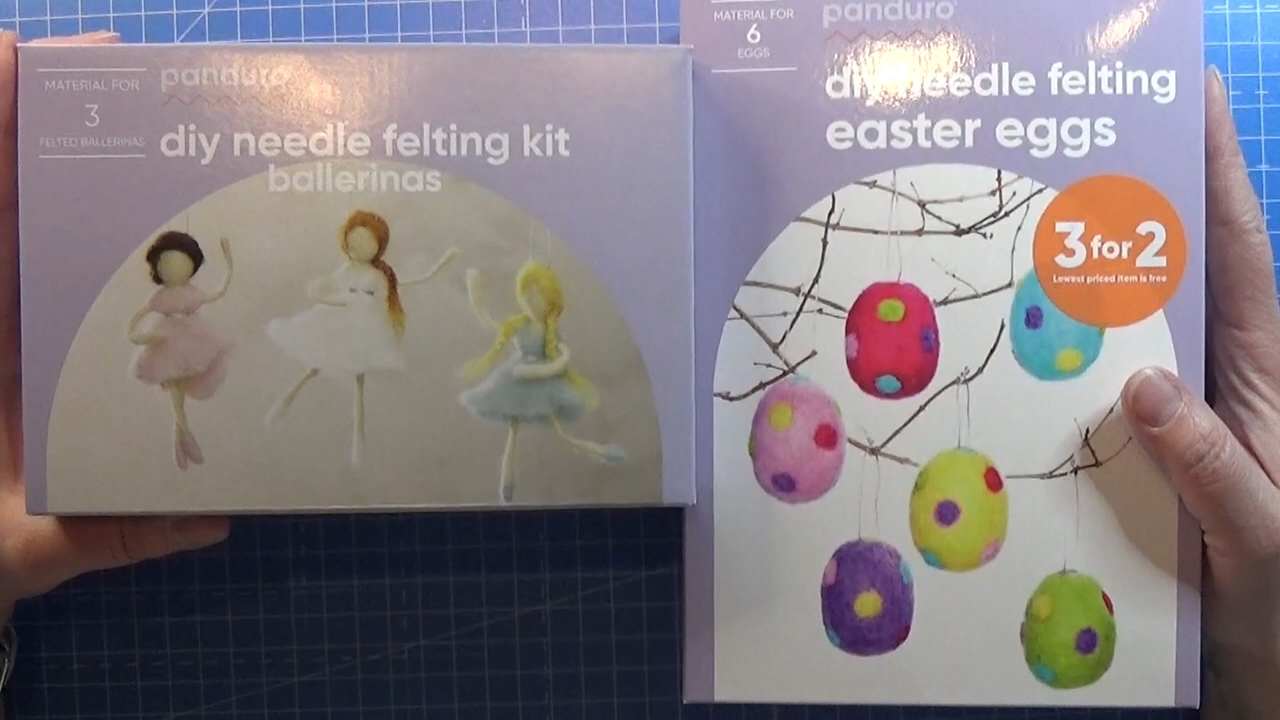 MATERIAL FOR
3
FELTED BALLERINAS
panduro
diy needle felting kit
ballerinas
MATERIAL FOR
6
EGGS
panduro
diy needle felting
easter eggs
3 for 2
Lowest priced item is free